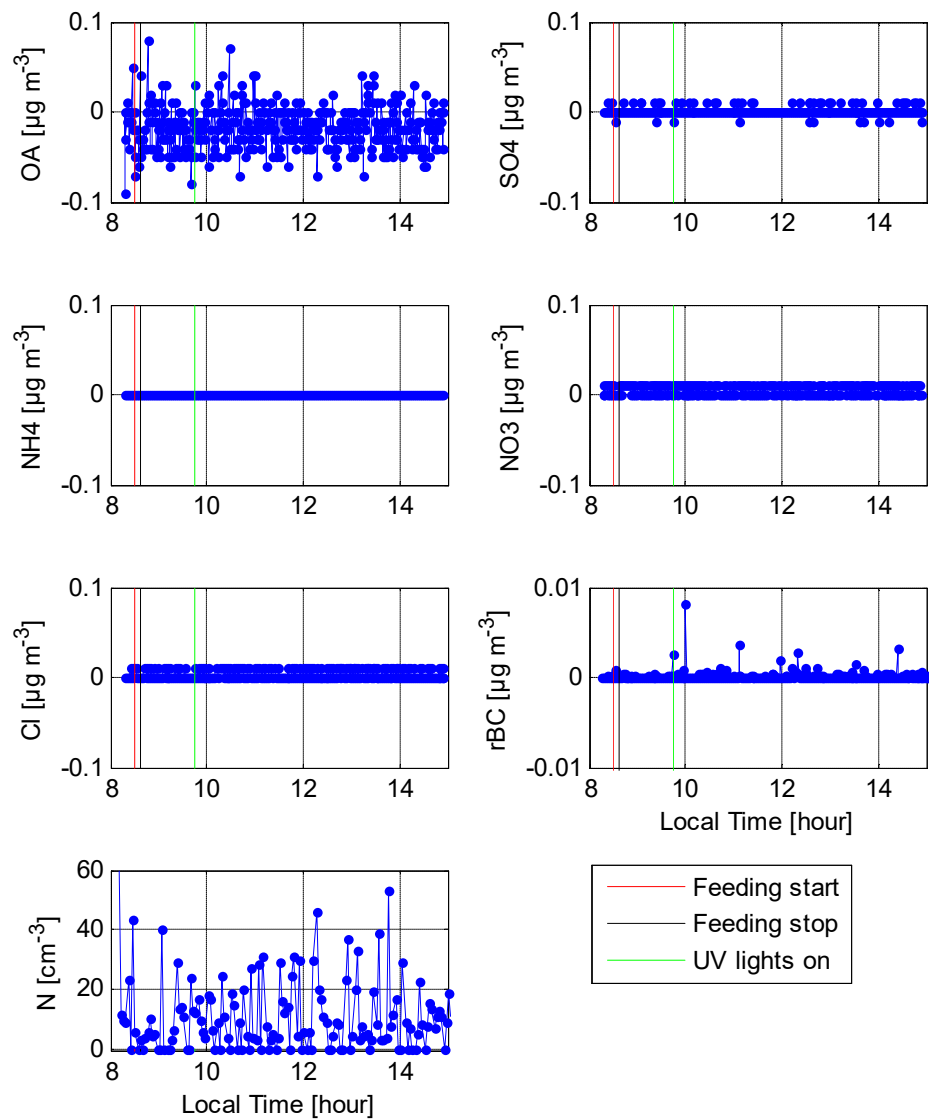 0.1
0
-0.1
OA [µg m-3]
8 10 12 14
0.1
0
-0.1
SO4 [µg m-3]
8 10 12 14
0.1
0
-0.1
NH4 [µg m-3]
8 10 12 14
0.1
0
-0.1
NO3 [µg m-3]
8 10 12 14
0.1
0
-0.1
Cl [µg m-3]
8 10 12 14
0.01
0
-0.01
rBC [µg m-3]
8 10 12 14
Local Time [hour]
60
40
20
0
N [cm-3]
8 10 12 14
Local Time [hour]
Feeding start
Feeding stop
UV lights on